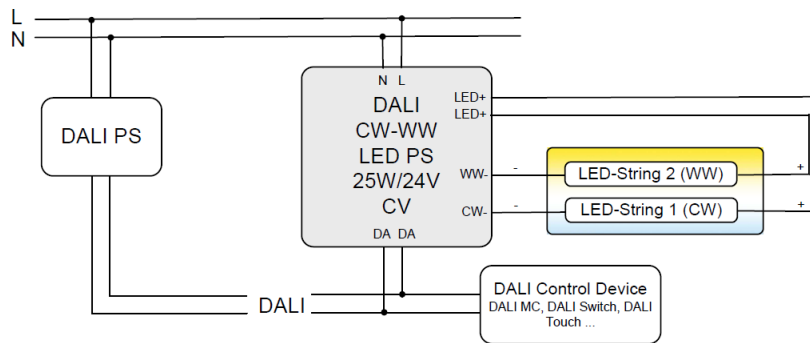 L
N
DALI PS
N L
DALI
CW-WW
LED PS
25W/24V
CV
LED+
LED+
WW-
CW-
DA DA
-
LED-String 2 (WW)
+
-
LED-String 1 (CW)
+
DALI
DALI Control Device
DALI MC, DALI Switch, DALI
Touch ...